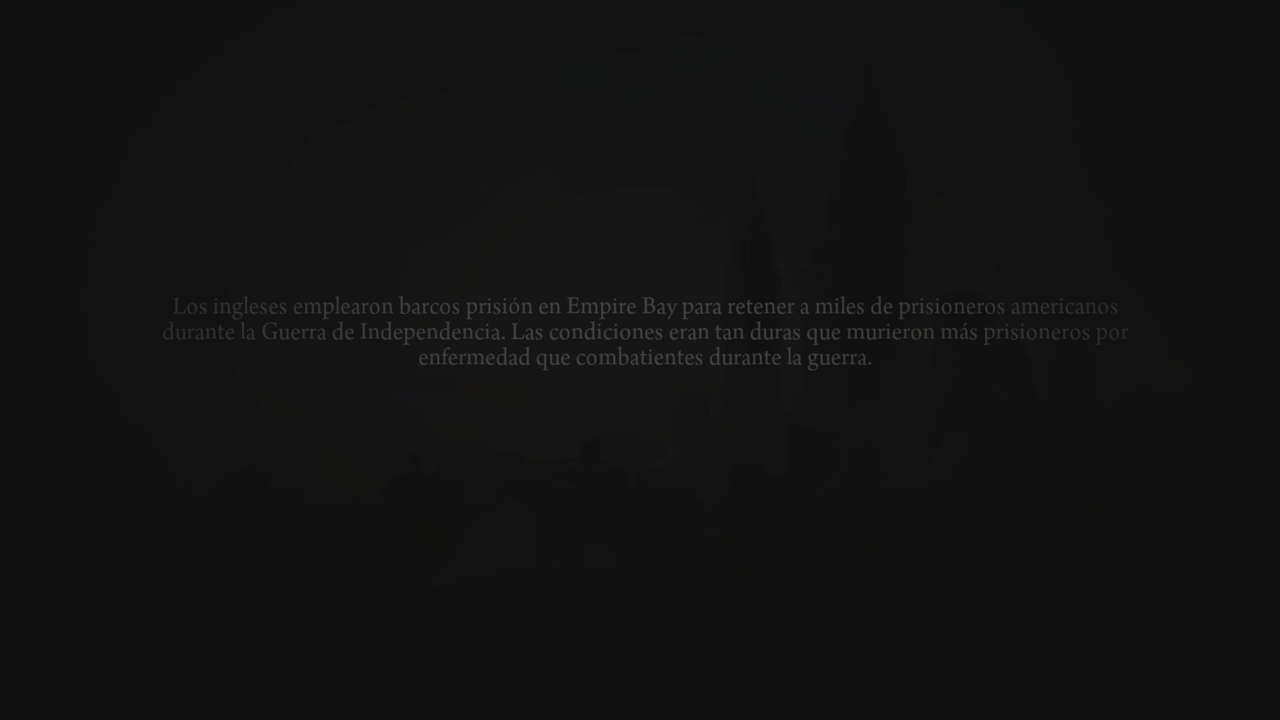 Los ingleses emplearon barcos prisión en Empire Bay para retener a miles de prisioneros americanos
durante la Guerra de Independencia. Las condiciones eran tan duras que murieron más prisioneros por
enfermedad que combatientes durante la guerra.